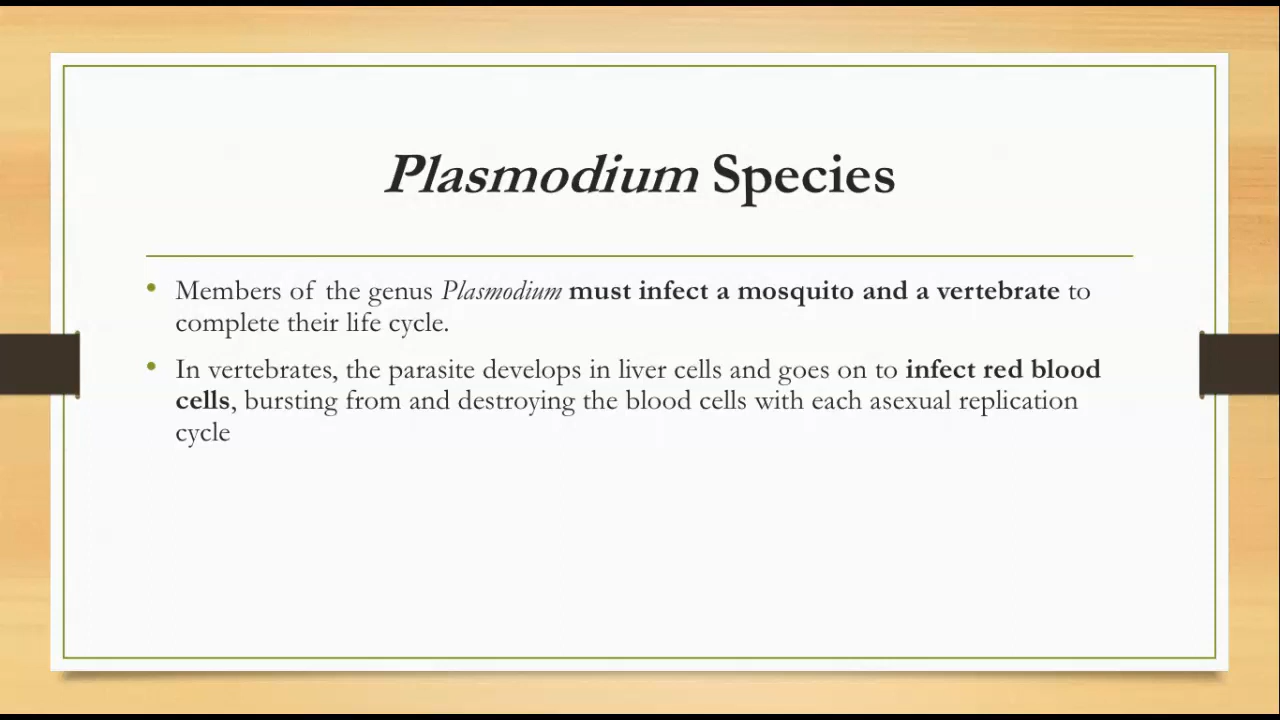 Plasmodium Species
• Members of the genus Plasmodium must infect a mosquito and a vertebrate to
complete their life cycle.
• In vertebrates, the parasite develops in liver cells and goes on to infect red blood
cells, bursting from and destroying the blood cells with each asexual replication
cycle